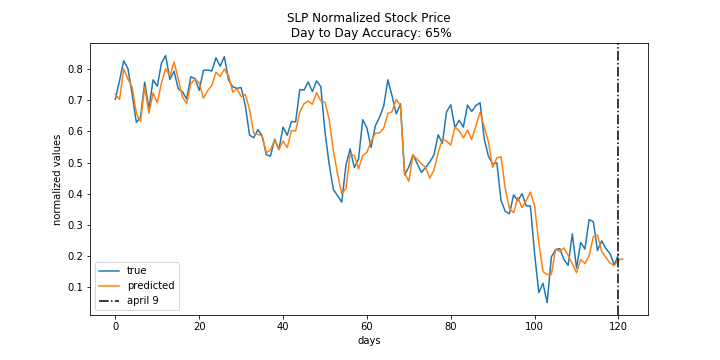 SLP Normalized Stock Price
Day to Day Accuracy: 65%
normalized values
0.8
0.7
0.6
0.5
0.4
0.3
0.2
0.1
true
predicted
april 9
0 20 40 60 80 100 120
days